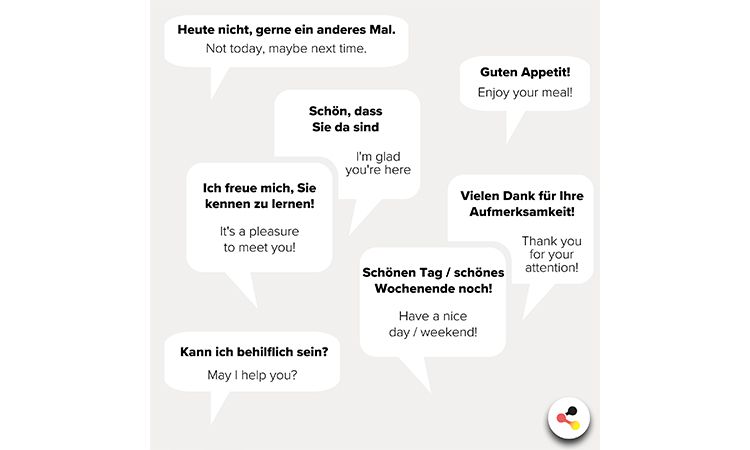 Heute nicht, gerne ein anderes Mal.
Not today, maybe next time.
Guten Appetit!
Enjoy your meal!
Schön, dass
Sie da sind
I'm glad
you're here
Ich freue mich, Sie
kennen zu lernen!
It's a pleasure
to meet you!
Vielen Dank für Ihre
Aufmerksamkeit!
Thank you
for your
attention!
Schönen Tag / schönes
Wochenende noch!
Have a nice
day / weekend!
Kann ich behilflich sein?
May I help you?